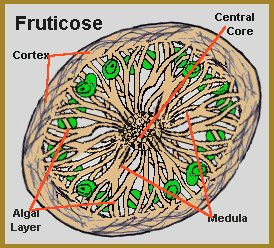 Fruticose
Central
Core
Cortex
Algal
Layer
Medula